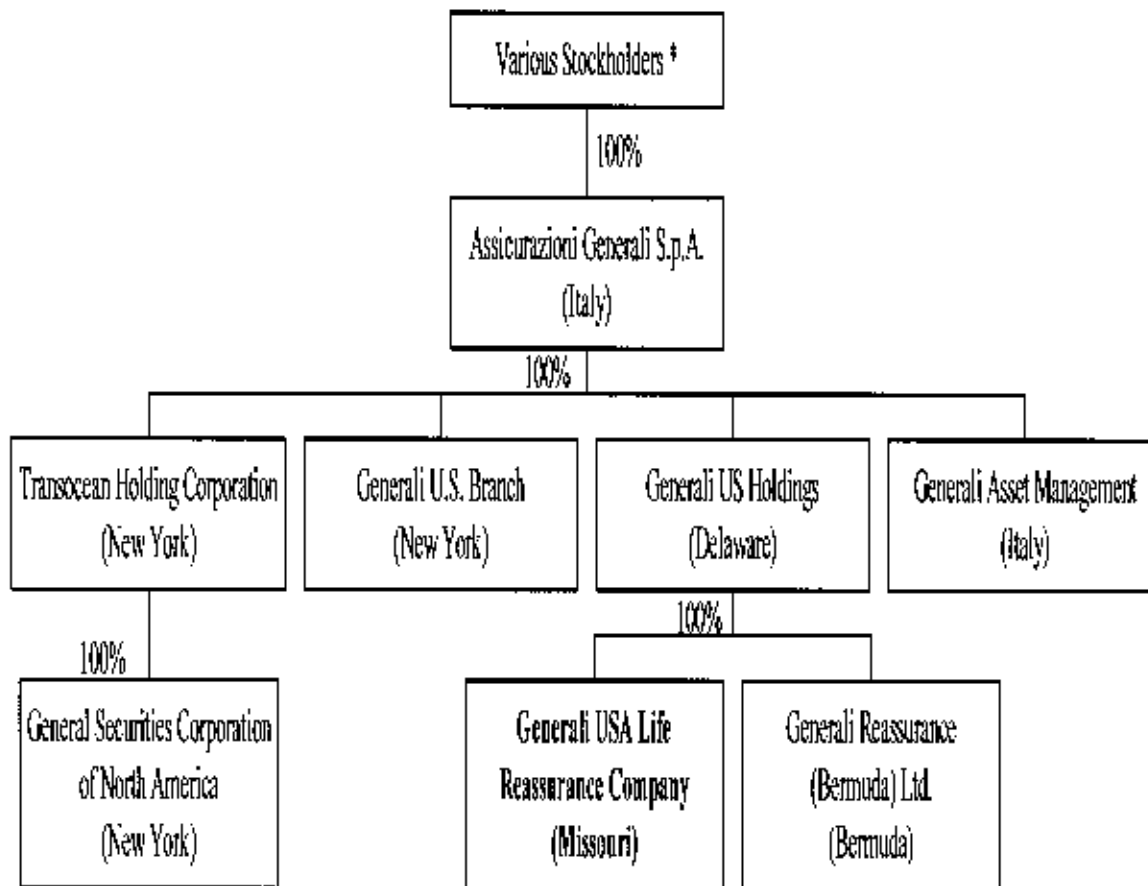 Various Stockholders *
100%
Assicurazioni Generali S.p.A.
(Italy)
100%
Transocean Holding Corporation
(New York)
Generali U.S. Branch
(New York)
Generali US Holdings
(Delaware)
Generali Asset Management
(Italy)
100%
General Securities Corporation
of North America
(New York)
100%
Generali USA Life
Reassurance Company
(Missouri)
Generali Reassurance
(Bermuda) Ltd.
(Bermuda)